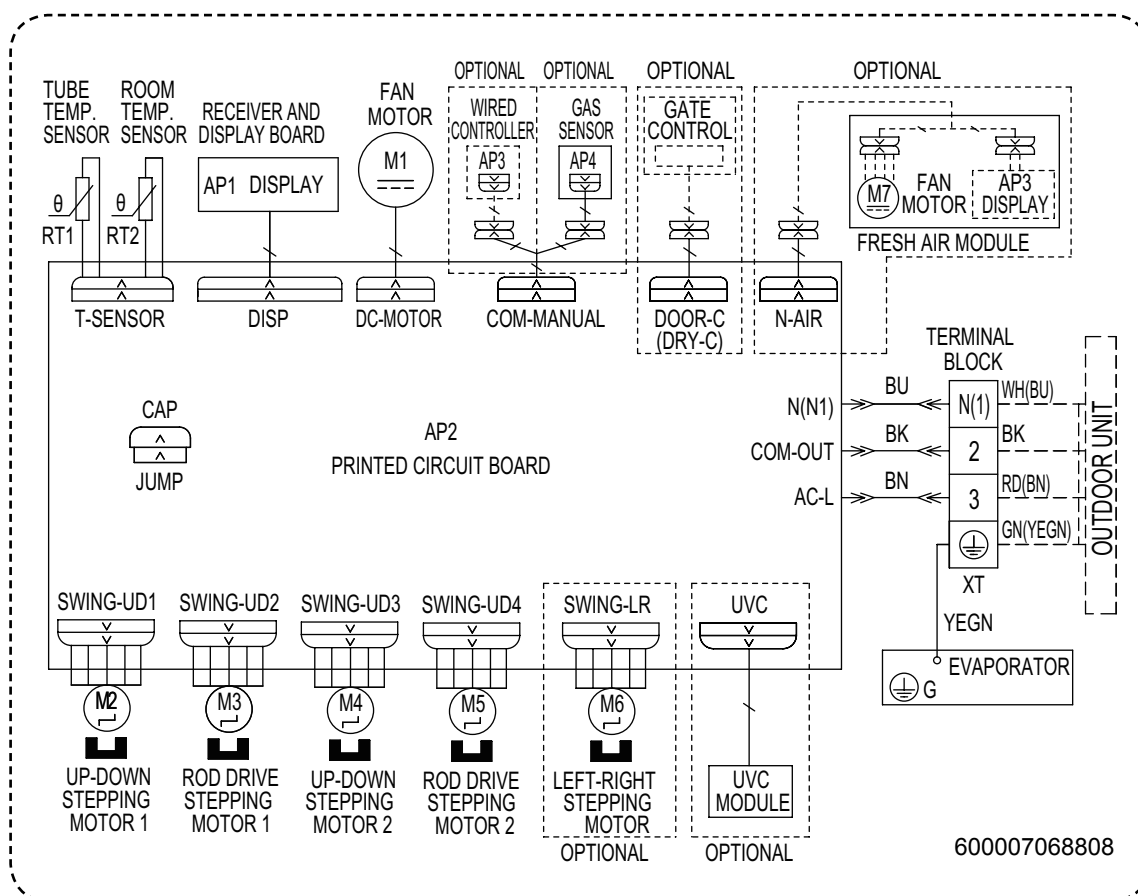 OPTIONAL
OPTIONAL
OPTIONAL
OPTIONAL
TUBE
TEMP.
SENSOR
ROOM
TEMP.
SENSOR
RECEIVER AND
DISPLAY BOARD
FAN
MOTOR
WIRED
CONTROLLER
GAS
SENSOR
GATE
CONTROL
AP1 DISPLAY
M1
AP3
AP4
M7
FAN
MOTOR
AP3
DISPLAY
FRESH AIR MODULE
θ
RT1
θ
RT2
T-SENSOR
DISP
DC-MOTOR
COM-MANUAL
DOOR-C
(DRY-C)
N-AIR
TERMINAL
BLOCK
CAP
JUMP
AP2
PRINTED CIRCUIT BOARD
N(N1)
BU
N(1)
WH(BU)
COM-OUT
BK
2
BK
AC-L
BN
3
RD(BN)
GN(YEGN)
XT
OUTDOOR UNIT
YEGN
EVAPORATOR
G
SWING-UD1
SWING-UD2
SWING-UD3
SWING-UD4
SWING-LR
UVC
M2
M3
M4
M5
M6
UP-DOWN
STEPPING
MOTOR 1
ROD DRIVE
STEPPING
MOTOR 1
UP-DOWN
STEPPING
MOTOR 2
ROD DRIVE
STEPPING
MOTOR 2
LEFT-RIGHT
STEPPING
MOTOR
UVC
MODULE
OPTIONAL
OPTIONAL
600007068808